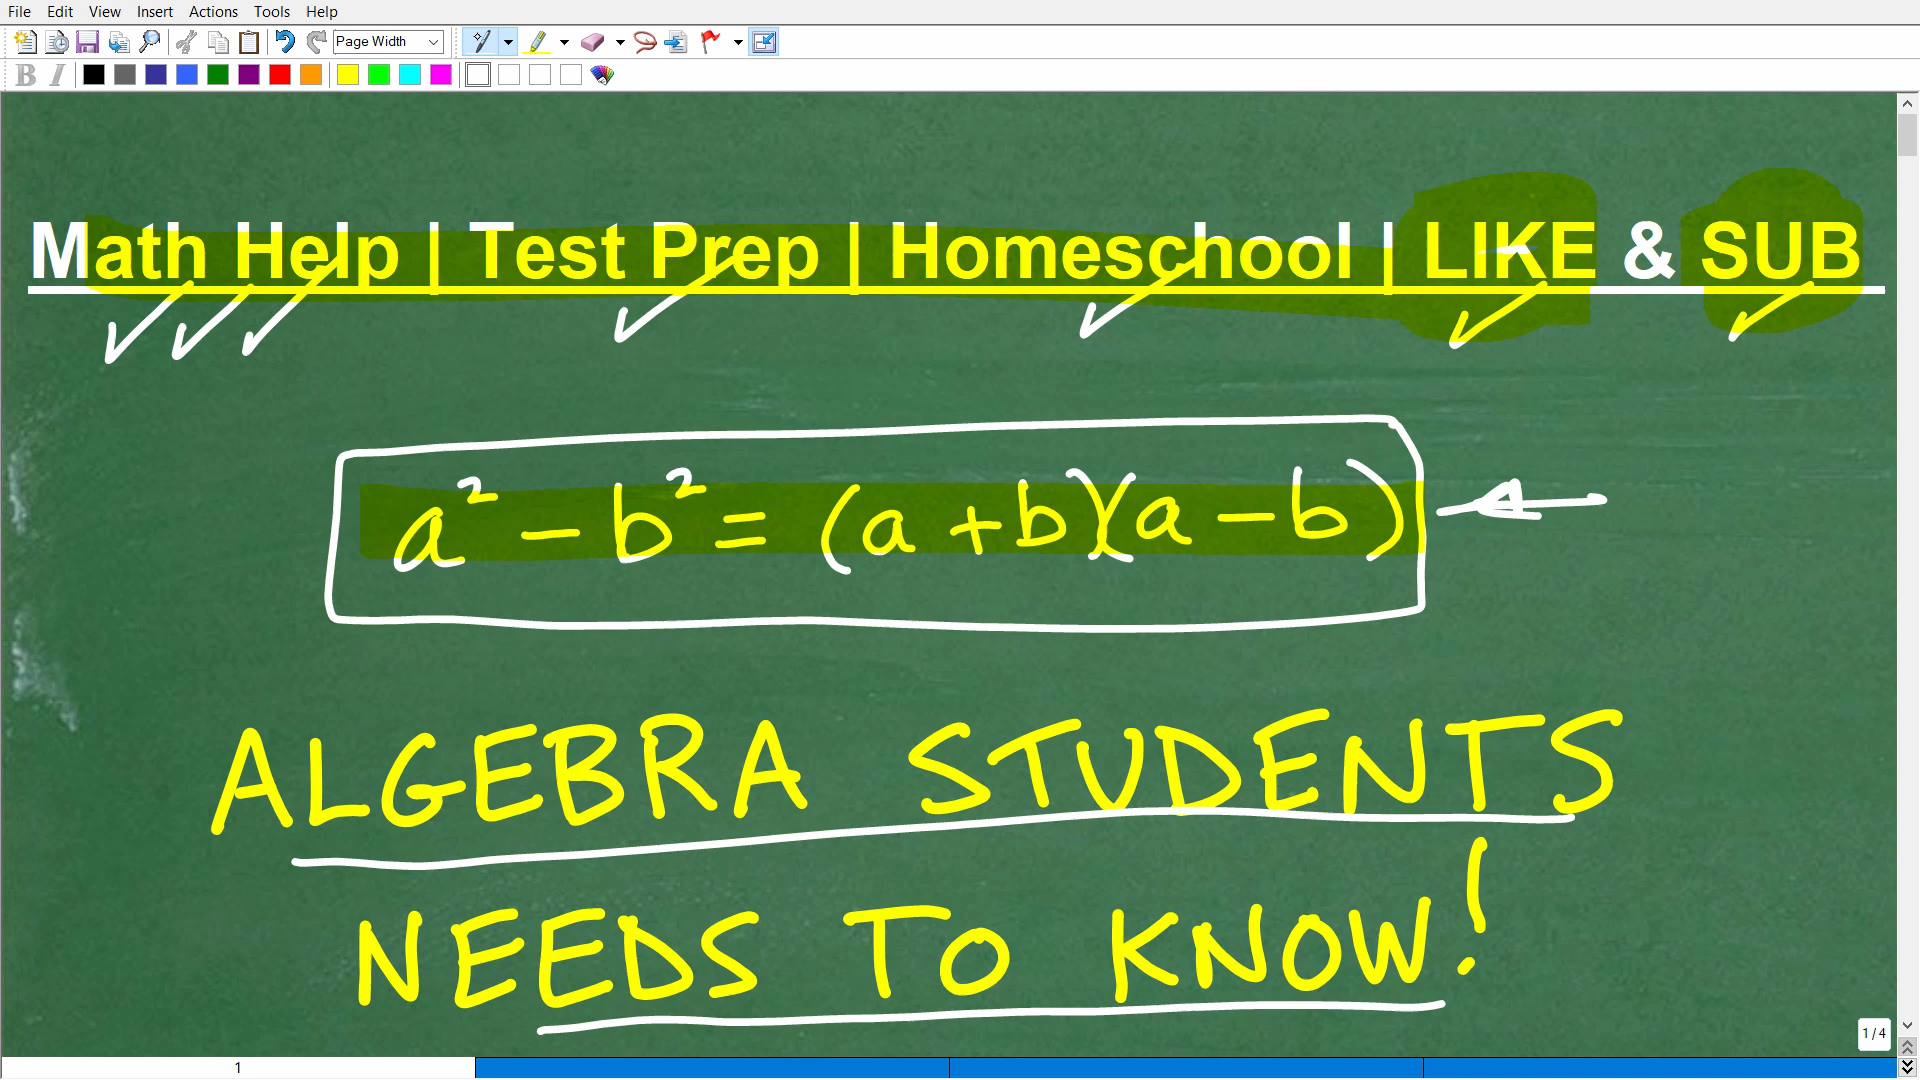 File Edit View Insert Actions Tools Help
Page Width
B I
Math Help | Test Prep | Homeschool | LIKE & SUB
a² - b² = (a + b)(a - b)
ALGEBRA STUDENTS
NEEDS TO KNOW!
1 / 4
1